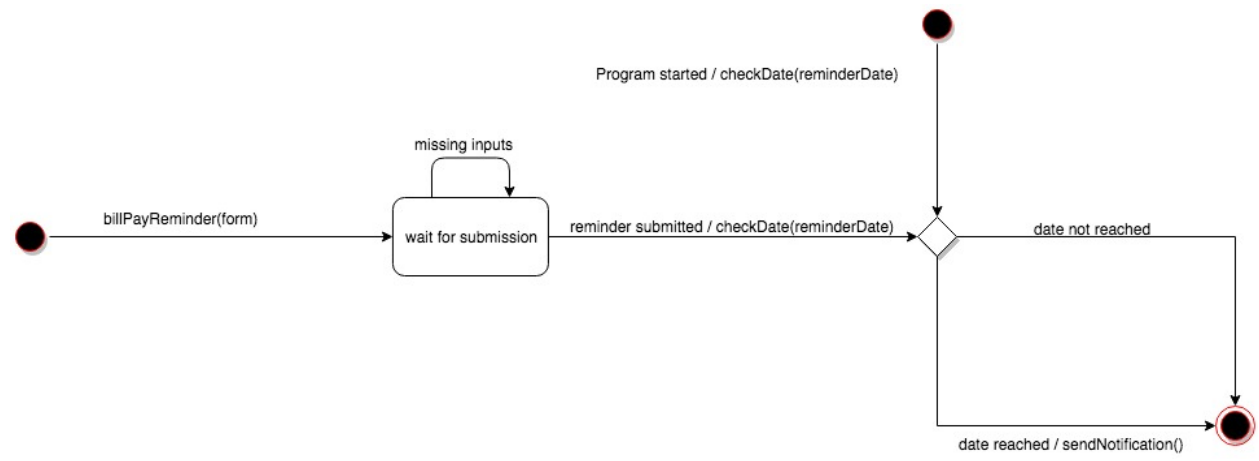 Program started / checkDate(reminderDate)
missing inputs
billPayReminder(form)
wait for submission
reminder submitted / checkDate(reminderDate)
date not reached
date reached / sendNotification()